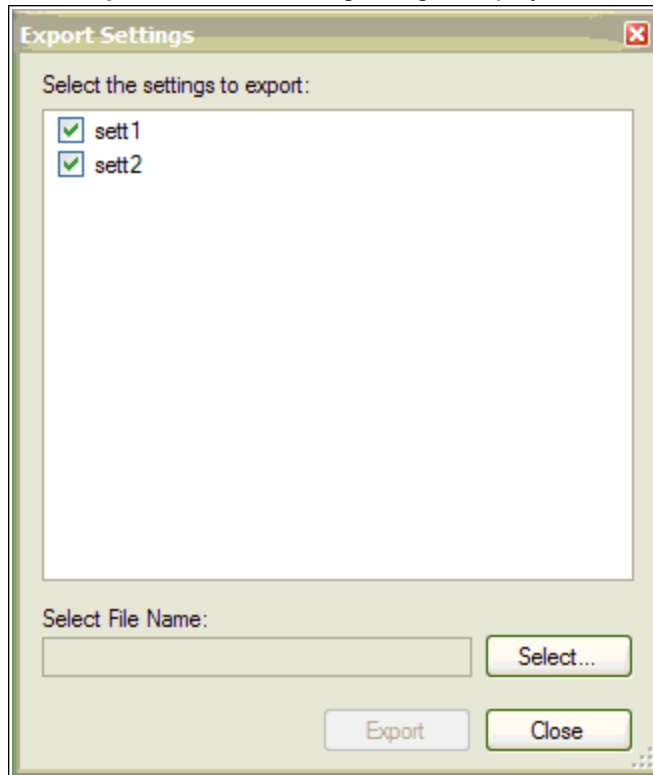 Export Settings
Select the settings to export:
sett1
sett2
Select File Name:
Select...
Export
Close